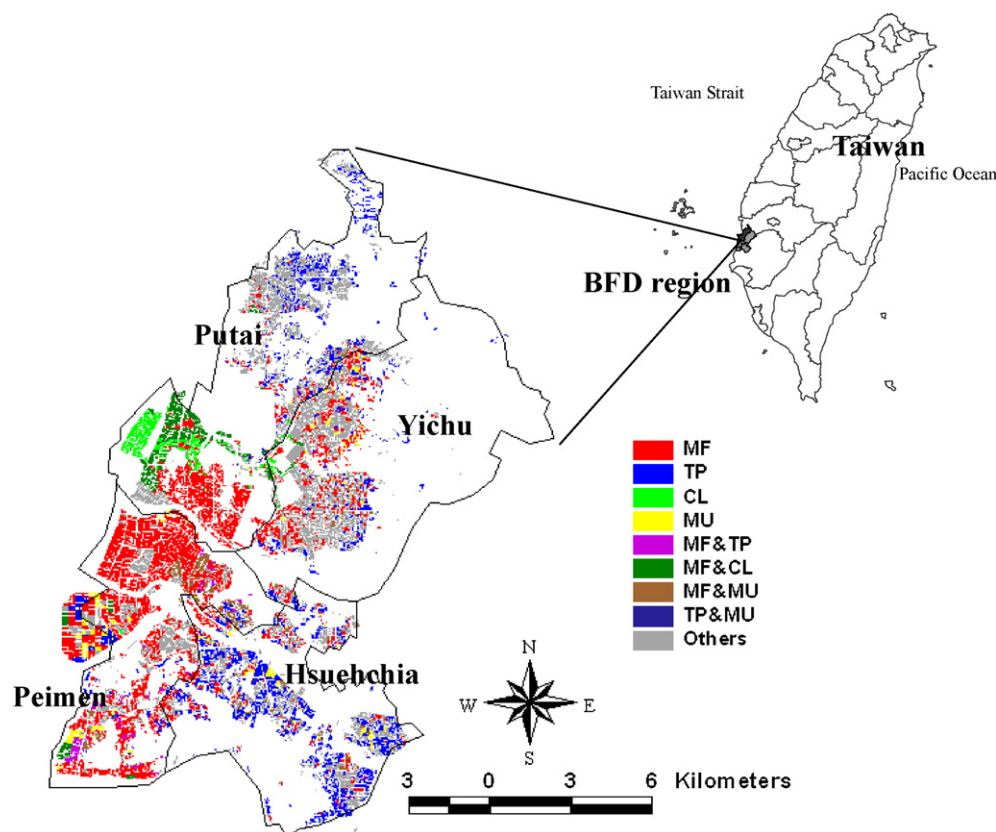 Taiwan Strait
Taiwan
Pacific Ocean
BFD region
Putai
Yichu
Hsuehchia
Peimen
MF
TP
CL
MU
MF&TP
MF&CL
MF&MU
TP&MU
Others
N
W E
S
3 0 3 6 Kilometers